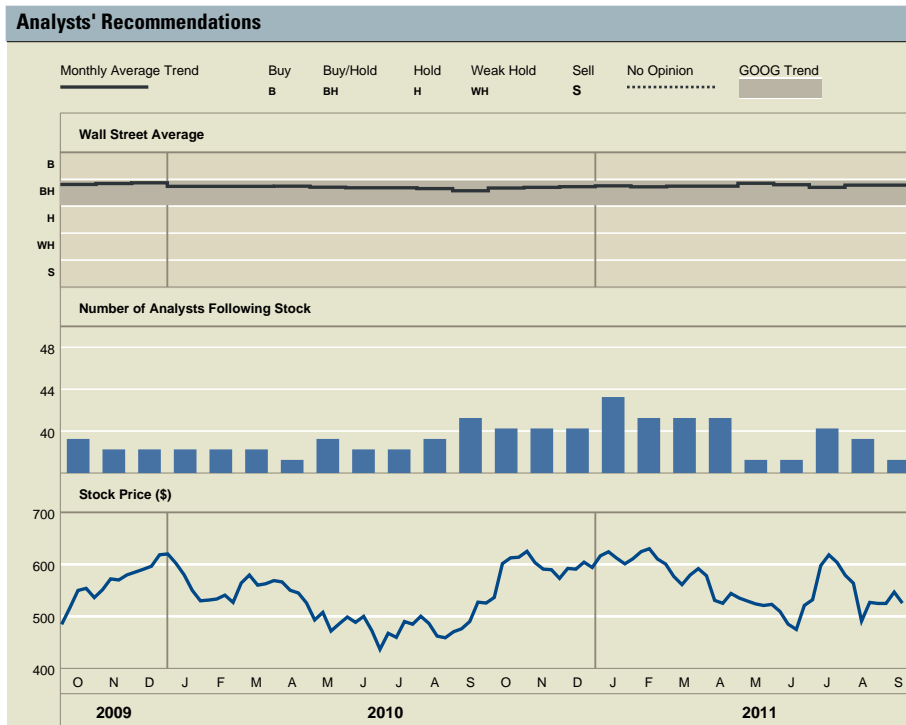 Analysts' Recommendations
Monthly Average Trend Buy Buy/Hold Hold Weak Hold Sell No Opinion GOOG Trend
B BH H WH S
Wall Street Average
B
BH
H
WH
S
Number of Analysts Following Stock
48
44
40
Stock Price ($)
700
600
500
400
O N D J F M A M J J A S O N D J F M A M J J A S
2009 2010 2011